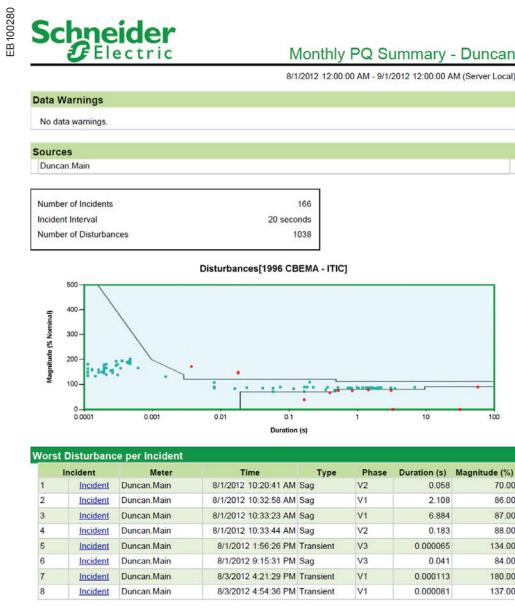 EB100280
Schneider
Electric
Monthly PQ Summary - Duncan
8/1/2012 12:00:00 AM - 9/1/2012 12:00:00 AM (Server Local)
Data Warnings
No data warnings.
Sources
Duncan.Main
Number of Incidents 166
Incident Interval 20 seconds
Number of Disturbances 1038
Disturbances[1996 CBEMA - ITIC]
Magnitude (% Nominal)
500
400
300
200
100
0
0.0001 0.001 0.01 0.1 1 10 100
Duration (s)
Worst Disturbance per Incident
Incident Meter Time Type Phase Duration (s) Magnitude (%)
1 Incident Duncan.Main 8/1/2012 10:20:41 AM Sag V2 0.058 70.00
2 Incident Duncan.Main 8/1/2012 10:32:58 AM Sag V1 2.108 86.00
3 Incident Duncan.Main 8/1/2012 10:33:23 AM Sag V1 6.884 87.00
4 Incident Duncan.Main 8/1/2012 10:33:44 AM Sag V2 0.183 88.00
5 Incident Duncan.Main 8/1/2012 1:56:26 PM Transient V3 0.000065 134.00
6 Incident Duncan.Main 8/1/2012 9:15:31 PM Sag V3 0.041 84.00
7 Incident Duncan.Main 8/3/2012 4:21:29 PM Transient V1 0.000113 180.00
8 Incident Duncan.Main 8/3/2012 4:54:36 PM Transient V1 0.000081 137.00